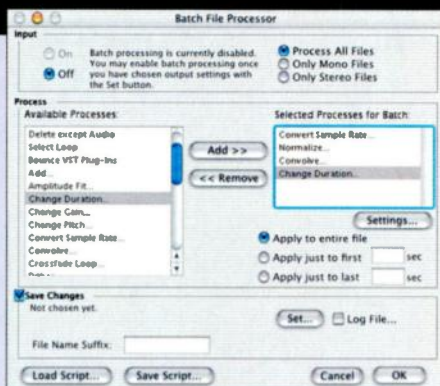 Batch File Processor
Input
On
Off
Batch processing is currently disabled.
You may enable batch processing once
you have chosen output settings with
the Set button.
Process All Files
Only Mono Files
Only Stereo Files
Process
Available Processes:
Delete except Audio
Select Loop
Bounce VST Plug-Ins
Add...
Amplitude Fit...
Change Duration...
Change Gain...
Change Pitch...
Convert Sample Rate...
Convolve...
Crossfade Loop...
Add >>
<< Remove
Selected Processes for Batch:
Convert Sample Rate...
Normalize...
Convolve...
Change Duration...
Settings...
Apply to entire file
Apply just to first sec
Apply just to last sec
Save Changes
Not chosen yet.
Set... Log File...
File Name Suffix:
Load Script... Save Script... Cancel OK